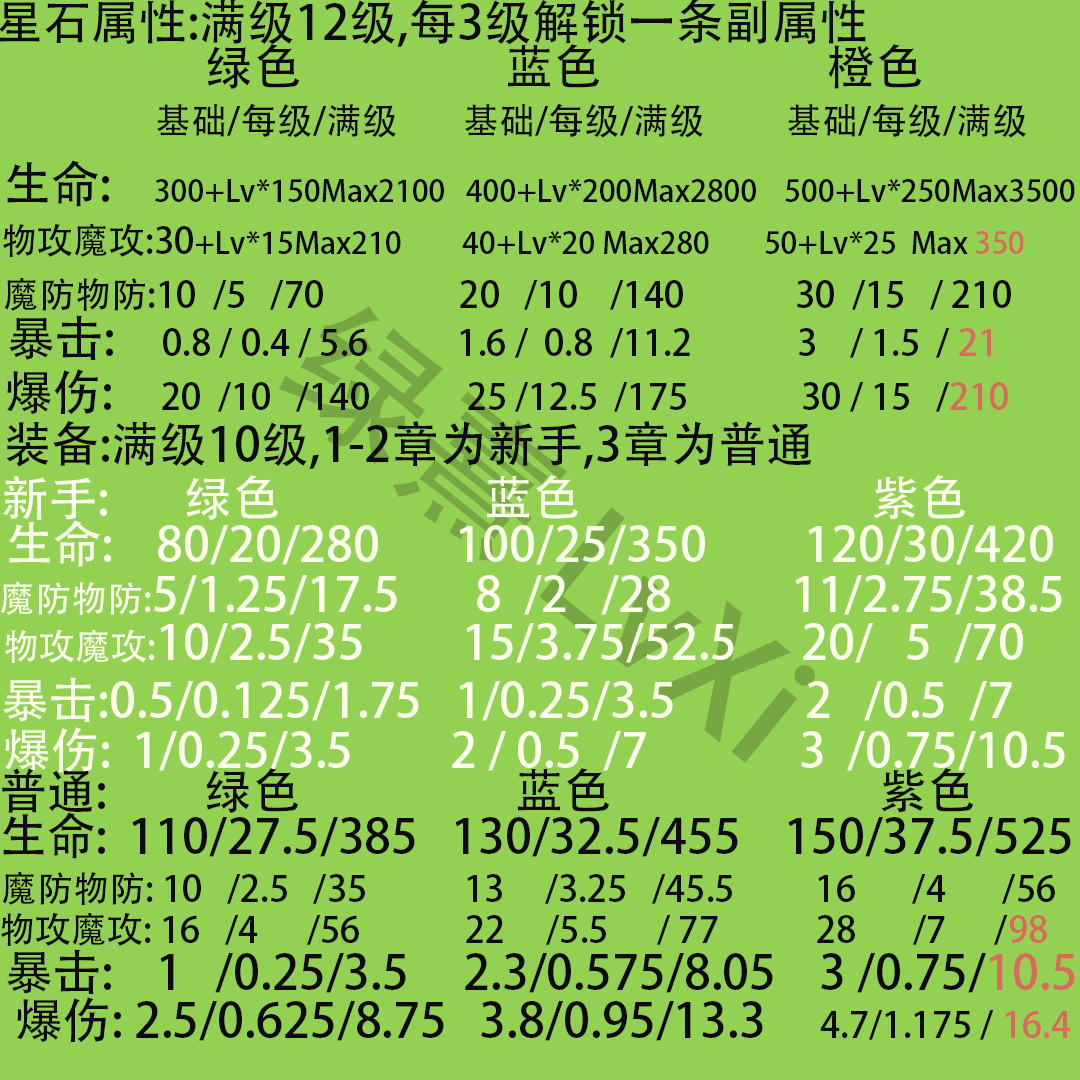 星石属性:满级12级,每3级解锁一条副属性
绿色 蓝色 橙色
基础/每级/满级 基础/每级/满级 基础/每级/满级
生命: 300+Lv*150Max2100 400+Lv*200Max2800 500+Lv*250Max3500
物攻魔攻:30+Lv*15Max210 40+Lv*20 Max280 50+Lv*25 Max 350
魔防物防:10 /5 /70 20 /10 /140 30 /15 / 210
暴击: 0.8 / 0.4 / 5.6 1.6 / 0.8 /11.2 3 / 1.5 / 21
爆伤: 20 /10 /140 25 /12.5 /175 30 / 15 /210
装备:满级10级,1-2章为新手,3章为普通
新手: 绿色 蓝色 紫色
生命: 80/20/280 100/25/350 120/30/420
魔防物防:5/1.25/17.5 8 /2 /28 11/2.75/38.5
物攻魔攻:10/2.5/35 15/3.75/52.5 20/ 5 /70
暴击:0.5/0.125/1.75 1/0.25/3.5 2 /0.5 /7
爆伤: 1/0.25/3.5 2 / 0.5 /7 3 /0.75/10.5
普通: 绿色 蓝色 紫色
生命: 110/27.5/385 130/32.5/455 150/37.5/525
魔防物防: 10 /2.5 /35 13 /3.25 /45.5 16 /4 /56
物攻魔攻: 16 /4 /56 22 /5.5 / 77 28 /7 /98
暴击: 1 /0.25/3.5 2.3/0.575/8.05 3 /0.75/10.5
爆伤: 2.5/0.625/8.75 3.8/0.95/13.3 4.7/1.175 / 16.4